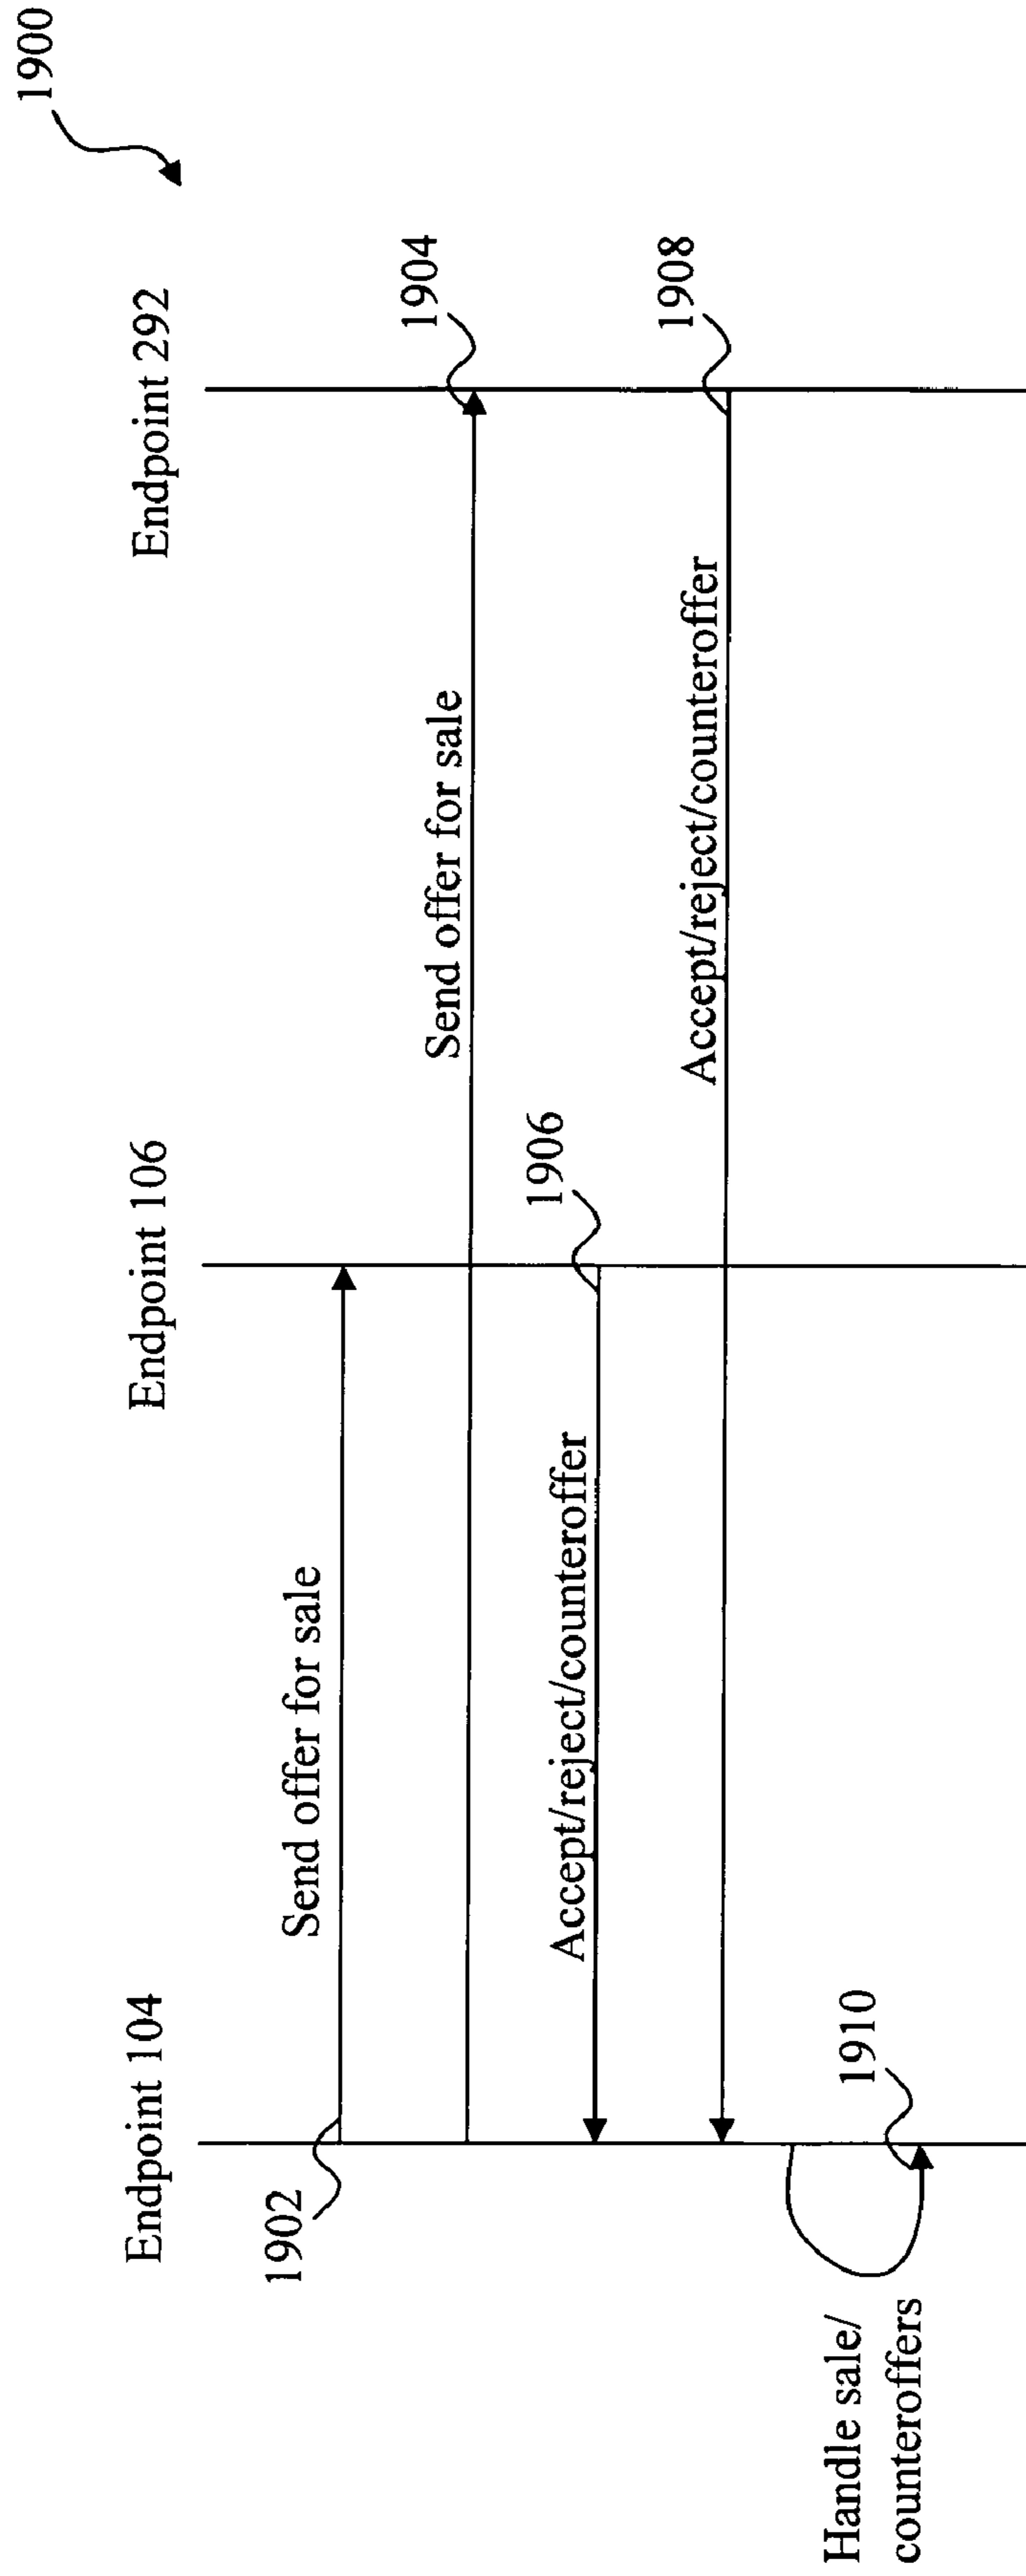 1900
Endpoint 104
Endpoint 106
Endpoint 292
1902
Send offer for sale
Send offer for sale
1904
Accept/reject/counteroffer
1906
Accept/reject/counteroffer
1908
Handle sale/
counteroffers
1910